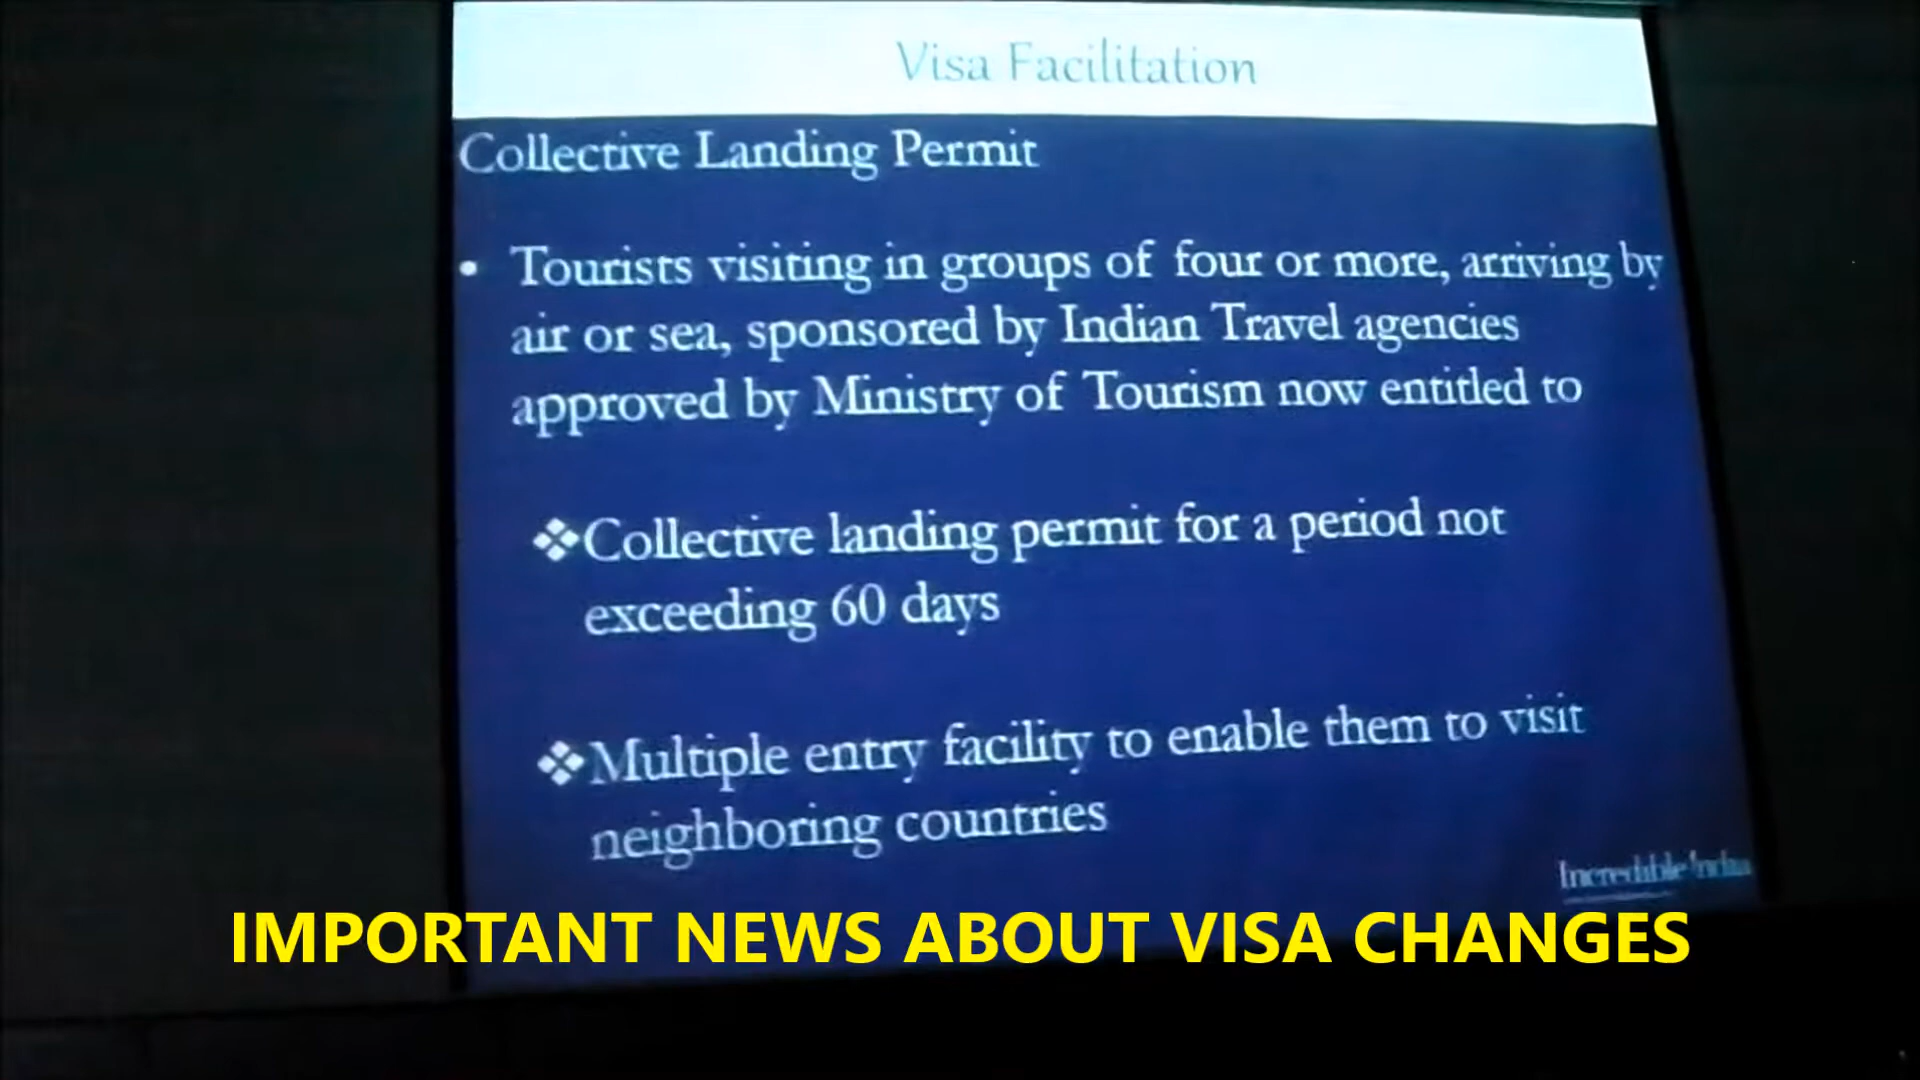 Visa Facilitation
Collective Landing Permit
• Tourists visiting in groups of four or more, arriving by
air or sea, sponsored by Indian Travel agencies
approved by Ministry of Tourism now entitled to
❖Collective landing permit for a period not
exceeding 60 days
❖Multiple entry facility to enable them to visit
neighboring countries
Incredible !ndia
IMPORTANT NEWS ABOUT VISA CHANGES